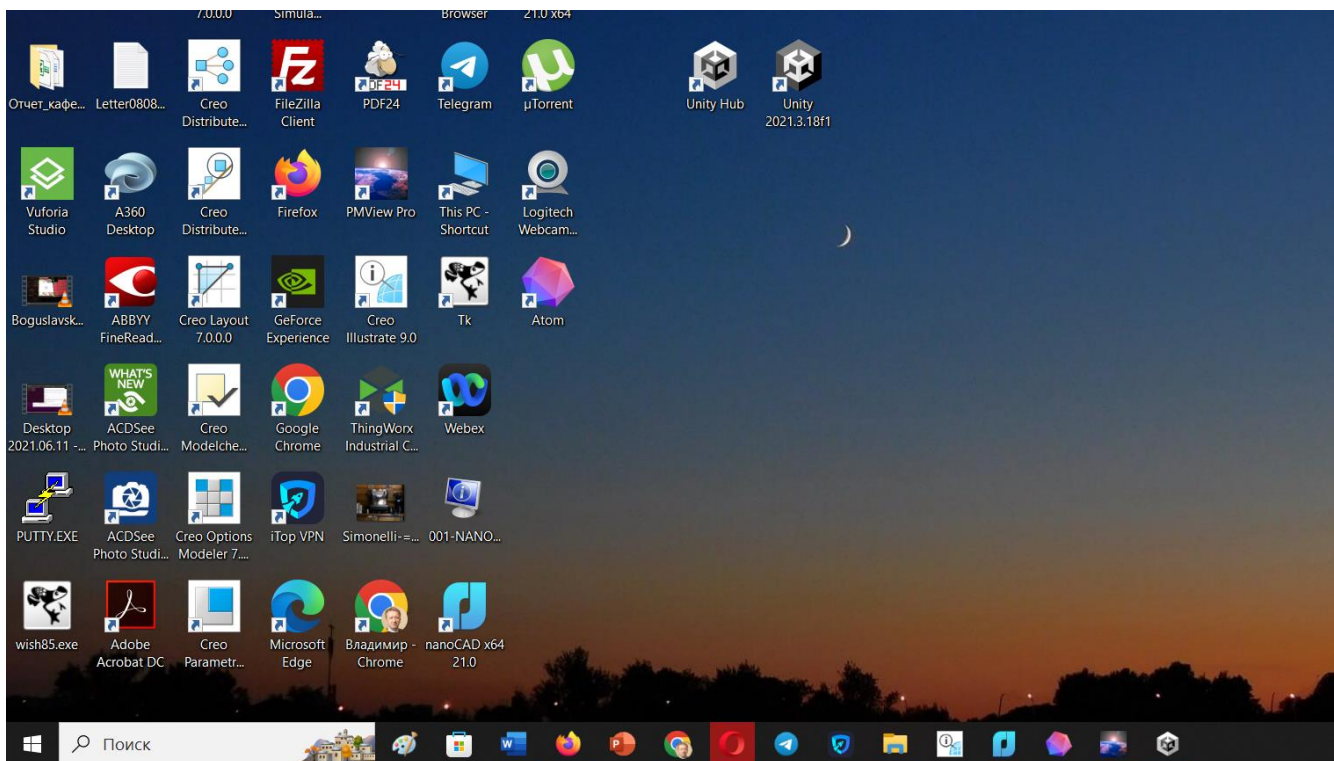 7.0.0.0 Simula... Browser 21.0 x64
Отчет_кафе... Letter0808... Creo Distribute... FileZilla Client PDF24 Telegram µTorrent Unity Hub Unity 2021.3.18f1
Vuforia Studio A360 Desktop Creo Distribute... Firefox PMView Pro This PC - Shortcut Logitech Webcam...
Boguslavsk... ABBYY FineRead... Creo Layout 7.0.0.0 GeForce Experience Creo Illustrate 9.0 Tk Atom
WHAT'S
NEW
Desktop 2021.06.11 -... ACDSee Photo Studi... Creo Modelche... Google Chrome ThingWorx Industrial C... Webex
PUTTY.EXE ACDSee Photo Studi... Creo Options Modeler 7.... iTop VPN Simonelli-=... 001-NANO...
wish85.exe Adobe Acrobat DC Creo Parametr... Microsoft Edge Владимир - Chrome nanoCAD x64 21.0
Поиск